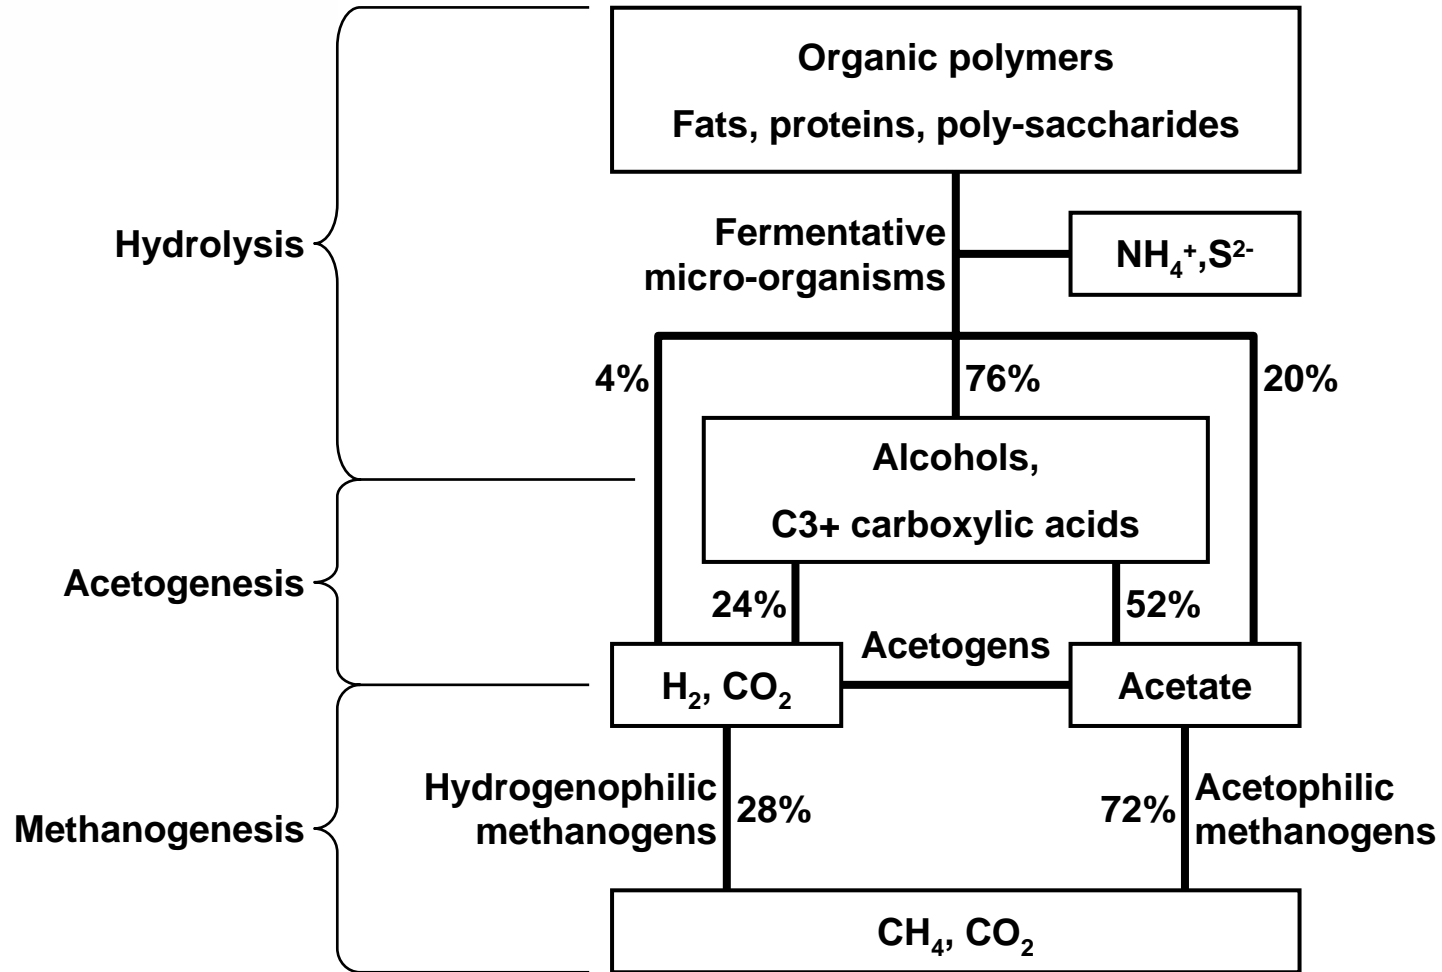 Organic polymers
Fats, proteins, poly-saccharides
Hydrolysis
Fermentative
micro-organisms
NH₄⁺,S²⁻
4%
76%
20%
Alcohols,
C3+ carboxylic acids
Acetogenesis
24%
52%
Acetogens
H₂, CO₂
Acetate
Methanogenesis
Hydrogenophilic
methanogens
28%
72%
Acetophilic
methanogens
CH₄, CO₂